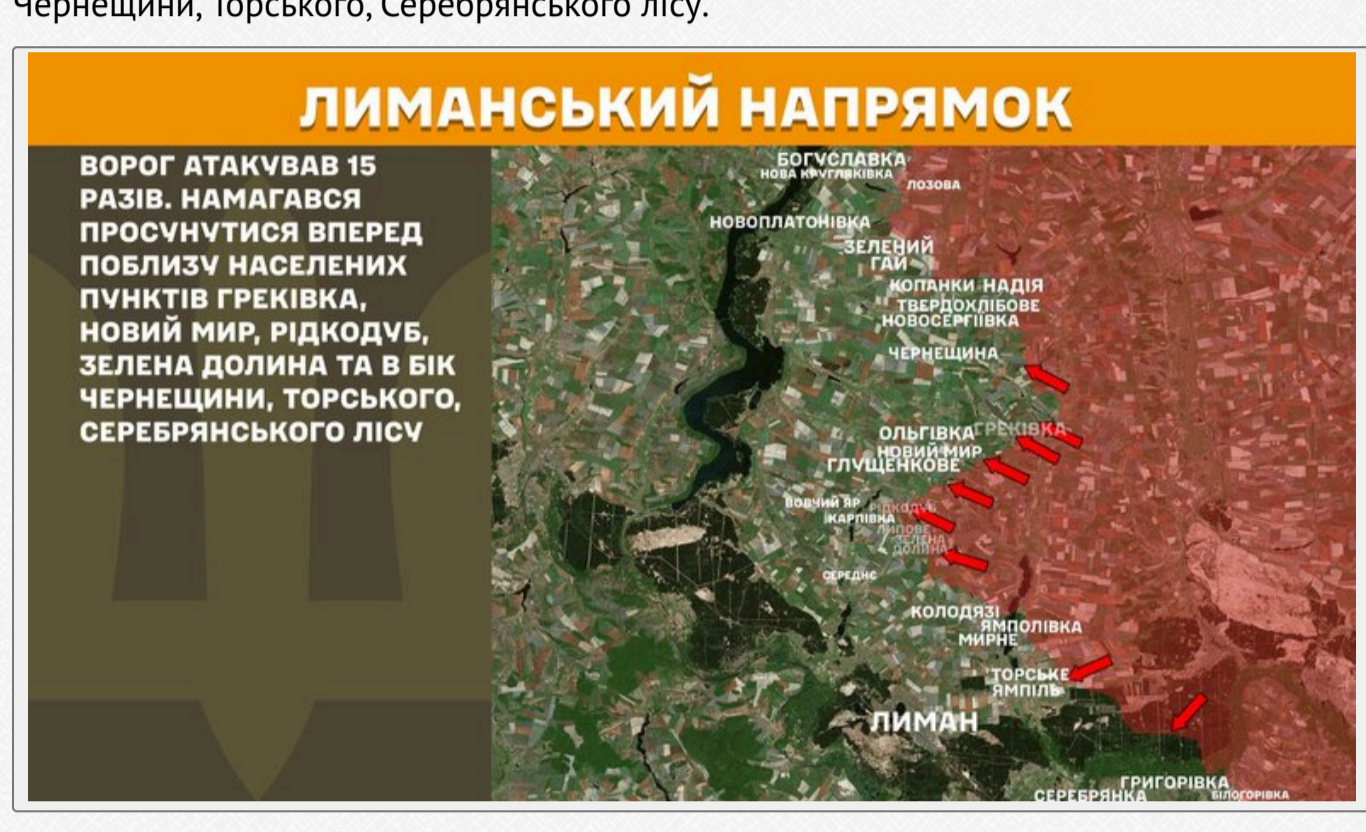 Чернещини, Торського, Серебрянського лісу.
ЛИМАНСЬКИЙ НАПРЯМОК
ВОРОГ АТАКУВАВ 15
РАЗІВ. НАМАГАВСЯ
ПРОСУНУТИСЯ ВПЕРЕД
ПОБЛИЗУ НАСЕЛЕНИХ
ПУНКТІВ ГРЕКІВКА,
НОВИЙ МИР, РІДКОДУБ,
ЗЕЛЕНА ДОЛИНА ТА В БІК
ЧЕРНЕЩИНИ, ТОРСЬКОГО,
СЕРЕБРЯНСЬКОГО ЛІСУ
БОГУСЛАВКА
НОВА КРУГЛЯКІВКА
ЛОЗОВА
НОВОПЛАТОНІВКА
ЗЕЛЕНИЙ
ГАЙ
КОПАНКИ НАДІЯ
ТВЕРДОХЛІБОВЕ
НОВОСЕРГІЇВКА
ЧЕРНЕЩИНА
ГРЕКІВКА
ОЛЬГІВКА
НОВИЙ МИР
ГЛУЩЕНКОВЕ
ВОВЧИЙ ЯР
РІДКОДУБ
КАРПІВКА
ЛИПОВЕ
ЗЕЛЕНА
ДОЛИНА
СЕРЕДНЄ
КОЛОДЯЗІ
ЯМПОЛІВКА
МИРНЕ
ТОРСЬКЕ
ЯМПІЛЬ
ЛИМАН
ГРИГОРІВКА
СЕРЕБРЯНКА
БІЛОГОРІВКА